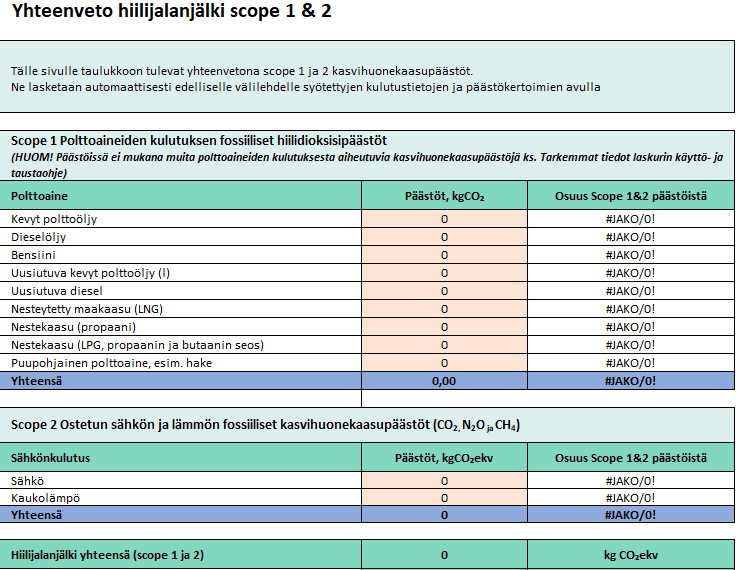 Yhteenveto hiilijalanjälki scope 1 & 2
Tälle sivulle taulukkoon tulevat yhteenvetona scope 1 ja 2 kasvihuonekaasupäästöt.
Ne lasketaan automaattisesti edelliselle välilehdelle syötettyjen kulutustietojen ja päästökertoimien avulla
Scope 1 Polttoaineiden kulutuksen fossiiliset hiilidioksisipäästöt
(HUOM! Päästöissä ei mukana muita polttoaineiden kulutuksesta aiheutuvia kasvihuonekaasupäästöjä ks. Tarkemmat tiedot laskurin käyttö- ja
taustaohje)
Polttoaine Päästöt, kgCO₂ Osuus Scope 1&2 päästöistä
Kevyt polttoöljy 0 #JAKO/0!
Dieselöljy 0 #JAKO/0!
Bensiini 0 #JAKO/0!
Uusiutuva kevyt polttoöljy (l) 0 #JAKO/0!
Uusiutuva diesel 0 #JAKO/0!
Nesteytetty maakaasu (LNG) 0 #JAKO/0!
Nestekaasu (propaani) 0 #JAKO/0!
Nestekaasu (LPG, propaanin ja butaanin seos) 0 #JAKO/0!
Puupohjainen polttoaine, esim. hake 0 #JAKO/0!
Yhteensä 0,00 #JAKO/0!
Scope 2 Ostetun sähkön ja lämmön fossiiliset kasvihuonekaasupäästöt (CO₂, N₂O ja CH₄)
Sähkönkulutus Päästöt, kgCO₂ekv Osuus Scope 1&2 päästöistä
Sähkö 0 #JAKO/0!
Kaukolämpö 0 #JAKO/0!
Yhteensä 0 #JAKO/0!
Hiilijalanjälki yhteensä (scope 1 ja 2) 0 kg CO₂ekv